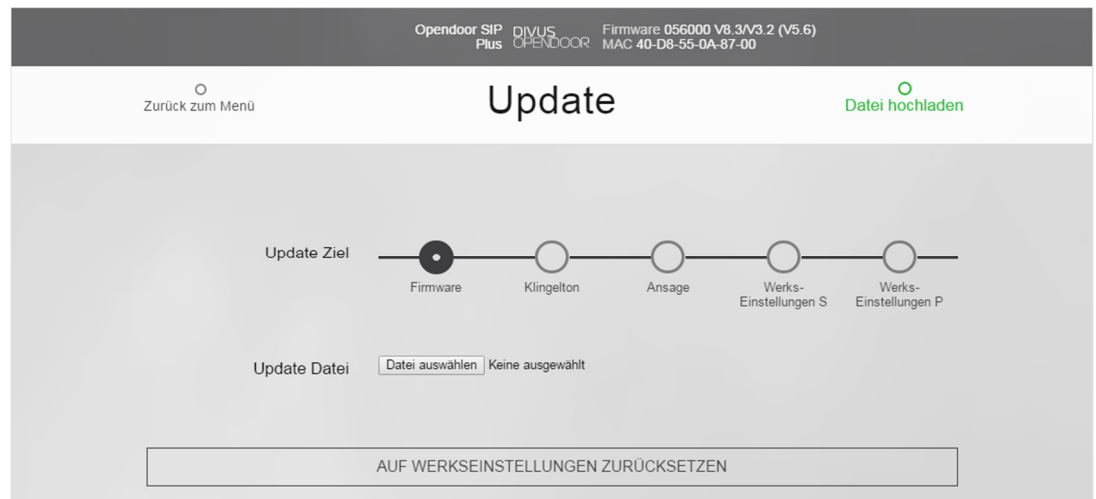 Opendoor SIP Plus DIVUS OPENDOOR Firmware 056000 V8.3/V3.2 (V5.6)
MAC 40-D8-55-0A-87-00
Zurück zum Menü
Update
Datei hochladen
Update Ziel
Firmware
Klingelton
Ansage
Werks-
Einstellungen S
Werks-
Einstellungen P
Update Datei
Datei auswählen Keine ausgewählt
AUF WERKSEINSTELLUNGEN ZURÜCKSETZEN